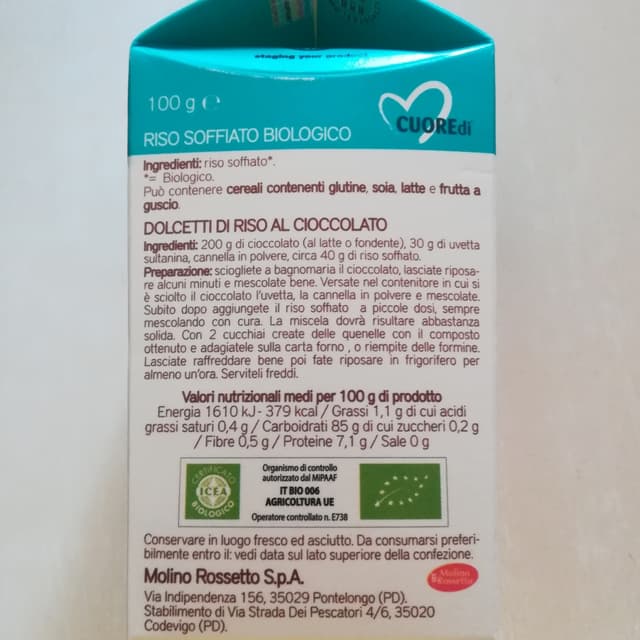 staging your product
100 g ℮
CUOREdi
RISO SOFFIATO BIOLOGICO
Ingredienti: riso soffiato*.
*= Biologico.
Può contenere cereali contenenti glutine, soia, latte e frutta a
guscio.
DOLCETTI DI RISO AL CIOCCOLATO
Ingredienti: 200 g di cioccolato (al latte o fondente), 30 g di uvetta
sultanina, cannella in polvere, circa 40 g di riso soffiato.
Preparazione: sciogliete a bagnomaria il cioccolato, lasciate riposa-
re alcuni minuti e mescolate bene. Versate nel contenitore in cui si
è sciolto il cioccolato l'uvetta, la cannella in polvere e mescolate.
Subito dopo aggiungete il riso soffiato a piccole dosi, sempre
mescolando con cura. La miscela dovrà risultare abbastanza
solida. Con 2 cucchiai create delle quenelle con il composto
ottenuto e adagiatele sulla carta forno , o riempite delle formine.
Lasciate raffreddare bene poi fate riposare in frigorifero per
almeno un'ora. Serviteli freddi.
Valori nutrizionali medi per 100 g di prodotto
Energia 1610 kJ- 379 kcal / Grassi 1,1 g di cui acidi
grassi saturi 0,4 g / Carboidrati 85 g di cui zuccheri 0,2 g
/ Fibre 0,5 g / Proteine 7,1 g / Sale 0 g
CERTIFICATO
ICEA
BIOLOGICO
Organismo di controllo
autorizzato dal MIPAAF
IT BIO 006
AGRICOLTURA UE
Operatore controllato n. E738
Conservare in luogo fresco ed asciutto. Da consumarsi preferi-
bilmente entro il: vedi data sul lato superiore della confezione.
Molino Rossetto S.p.A.
Molino
Rossetto
Via Indipendenza 156, 35029 Pontelongo (PD).
Stabilimento di Via Strada Dei Pescatori 4/6, 35020
Codevigo (PD).